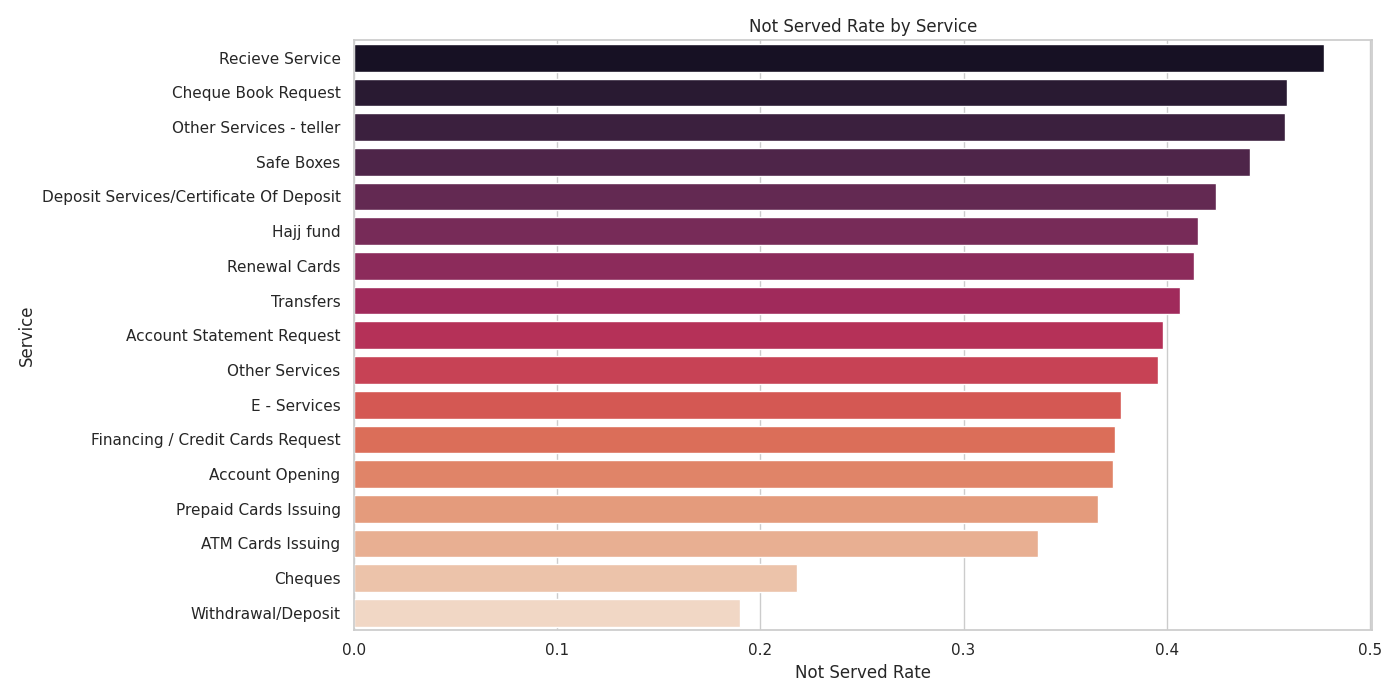 Not Served Rate by Service
Service
Recieve Service
Cheque Book Request
Other Services - teller
Safe Boxes
Deposit Services/Certificate Of Deposit
Hajj fund
Renewal Cards
Transfers
Account Statement Request
Other Services
E - Services
Financing / Credit Cards Request
Account Opening
Prepaid Cards Issuing
ATM Cards Issuing
Cheques
Withdrawal/Deposit
0.0 0.1 0.2 0.3 0.4 0.5
Not Served Rate